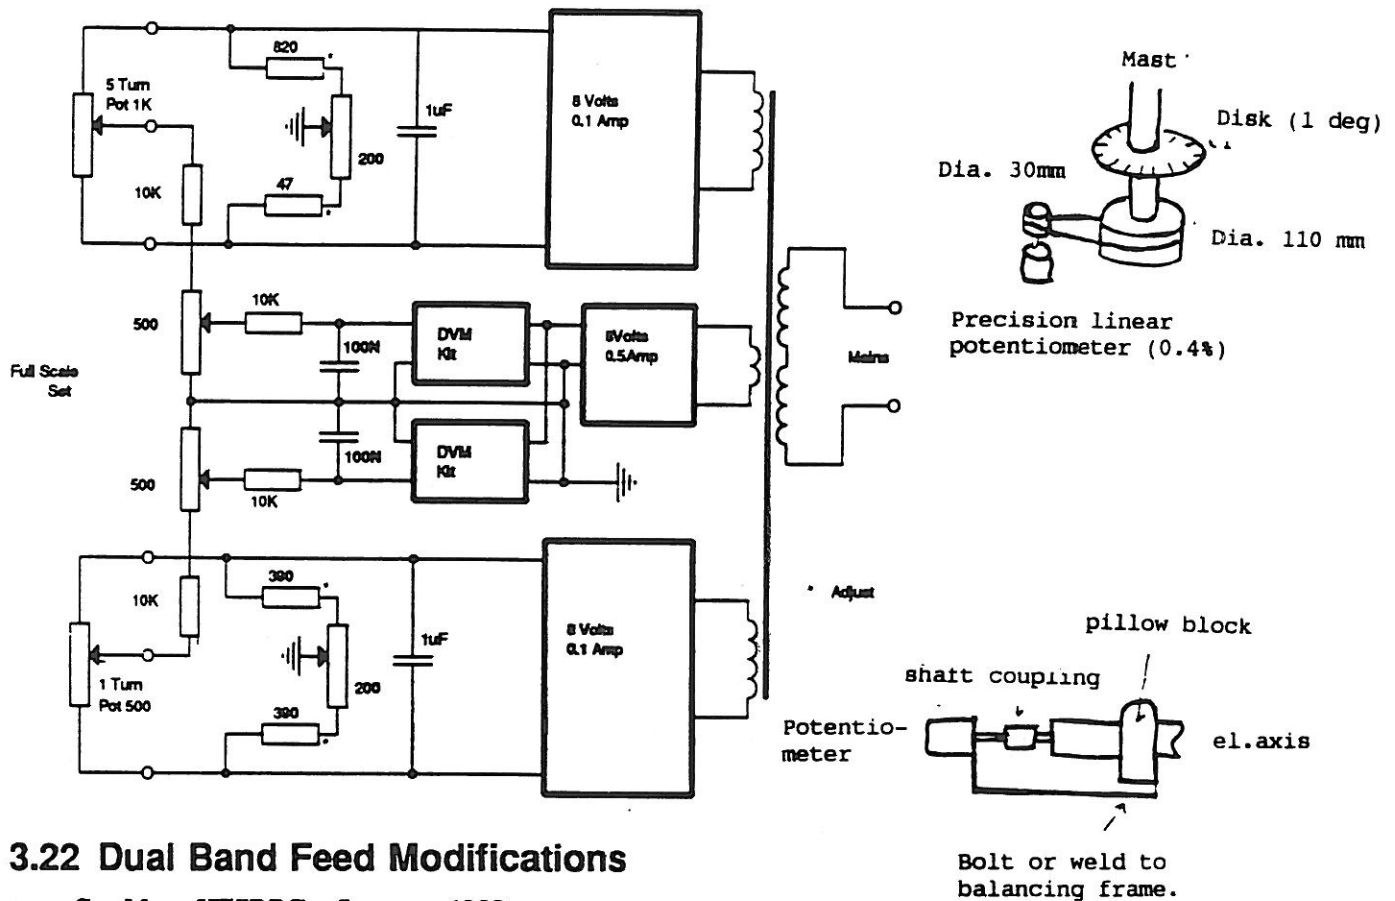 820 *
5 Turn
Pot 1K
1uF
200
10K
47
*
8 Volts
0.1 Amp
Mast
Disk (1 deg)
Dia. 30mm
Dia. 110 mm
Precision linear
potentiometer (0.4%)
10K
500
100N
DVM
Kit
8Volts
0.5Amp
Mains
Full Scale
Set
100N
DVM
Kit
500
10K
390 *
10K
1uF
200
1 Turn
Pot 500
390
*
8 Volts
0.1 Amp
* Adjust
pillow block
shaft coupling
Potentio-
meter
el.axis
Bolt or weld to
balancing frame.
3.22 Dual Band Feed Modifications